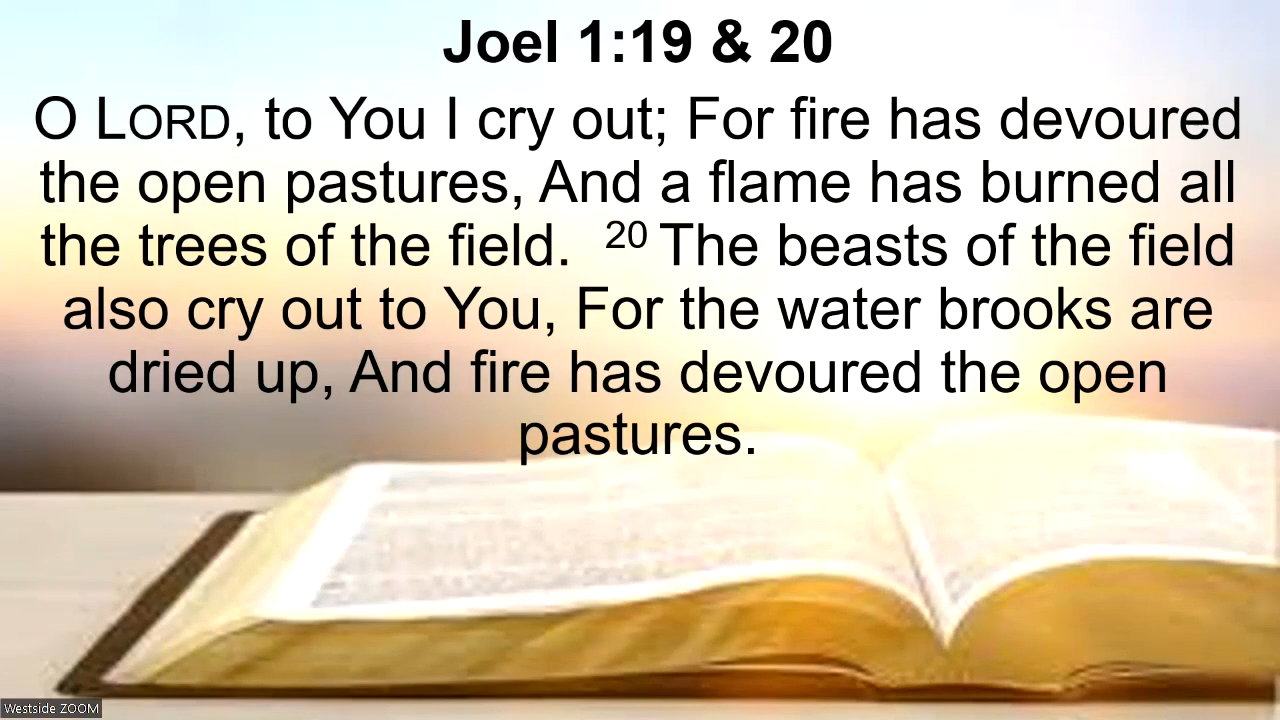 Joel 1:19 & 20
O LORD, to You I cry out; For fire has devoured
the open pastures, And a flame has burned all
the trees of the field. 20 The beasts of the field
also cry out to You, For the water brooks are
dried up, And fire has devoured the open
pastures.
Westside ZOOM